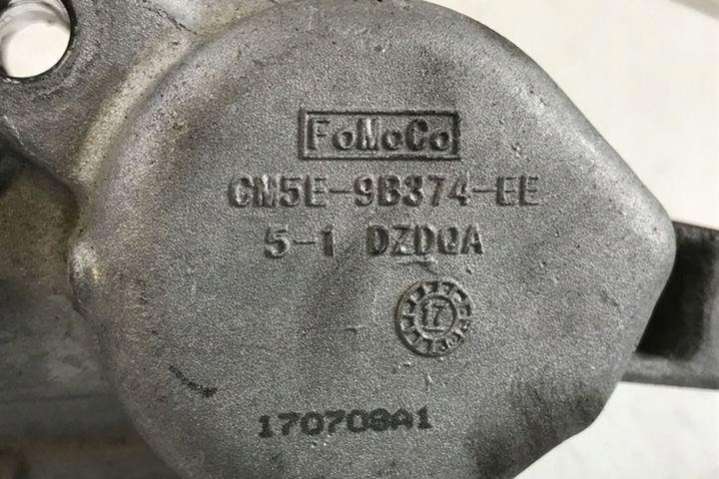 FoMoCo
CM5E-9B374-EE
5-1 DZDQA
17
170708A1